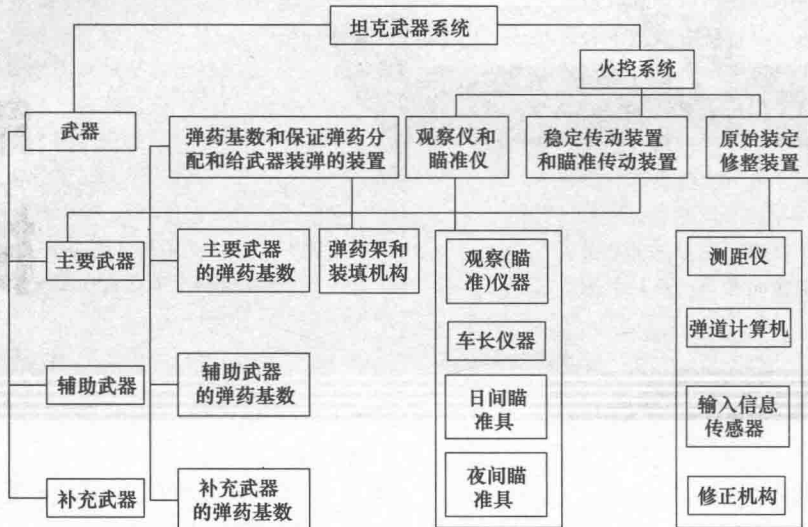 坦克武器系统
火控系统
武器
弹药基数和保证弹药分
配和给武器装弹的装置
观察仪和
瞄准仪
稳定传动装置
和瞄准传动装置
原始装定
修整装置
主要武器
主要武器
的弹药基数
弹药架和
装填机构
观察(瞄
准)仪器
测距仪
车长仪器
弹道计算机
辅助武器
辅助武器
的弹药基数
日间瞄
准具
输入信息
传感器
补充武器
补充武器
的弹药基数
夜间瞄
准具
修正机构